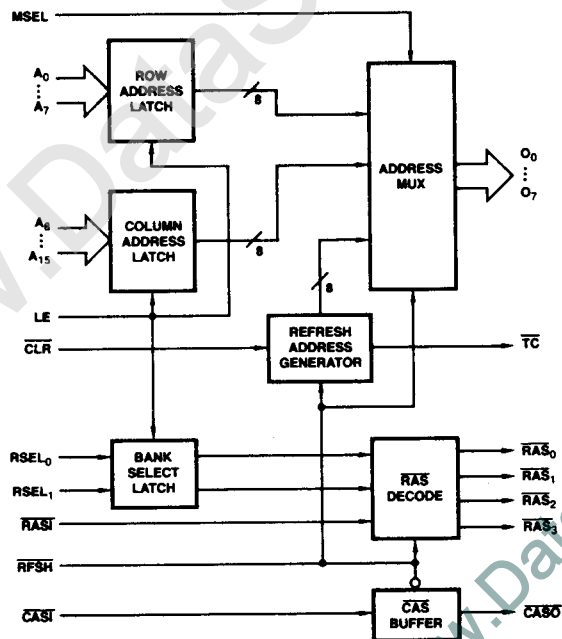 MSEL
A0
A7
ROW
ADDRESS
LATCH
8
ADDRESS
MUX
O0
O7
A8
A15
COLUMN
ADDRESS
LATCH
8
8
LE
CLR
REFRESH
ADDRESS
GENERATOR
TC
RSEL0
RSEL1
BANK
SELECT
LATCH
RAS
DECODE
RAS0
RAS1
RAS2
RAS3
RASI
RFSH
CASI
CAS
BUFFER
CASO